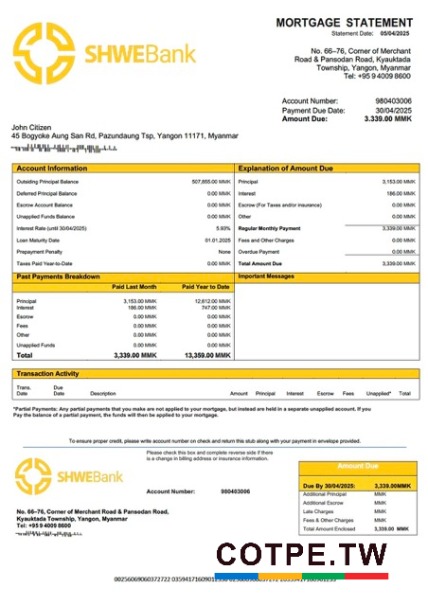 SHWEBank
MORTGAGE STATEMENT
Statement Date: 05/04/2025
No. 66–76, Corner of Merchant
Road & Pansodan Road, Kyauktada
Township, Yangon, Myanmar
Tel: +95 9 4009 8600
Account Number: 980403006
Payment Due Date: 30/04/2025
Amount Due: 3.339.00 MMK
John Citizen
45 Bogyoke Aung San Rd, Pazundaung Tsp, Yangon 11171, Myanmar
Account Information
Outstanding Principal Balance 507,865.00 MMK
Deferred Principal Balance 0.00 MMK
Escrow Account Balance 0.00 MMK
Unapplied Funds Balance 0.00 MMK
Interest Rate (until 30/04/2025) 5.93%
Loan Maturity Date 01.01.2025
Prepayment Penalty None
Taxes Paid Year-to-Date 0.00 MMK
Explanation of Amount Due
Principal 3,153.00 MMK
Interest 186.00 MMK
Escrow (For Taxes and/or insurance) 0.00 MMK
Other 0.00 MMK
Regular Monthly Payment 3,339.00 MMK
Fees and Other Charges 0.00 MMK
Overdue Payment 0.00 MMK
Total Amount Due 3,339.00 MMK
Past Payments Breakdown
Paid Last Month Paid Year to Date
Principal 3,153.00 MMK 12,612.00 MMK
Interest 186.00 MMK 747.00 MMK
Escrow 0.00 MMK 0.00 MMK
Fees 0.00 MMK 0.00 MMK
Other 0.00 MMK 0.00 MMK
Unapplied Funds 0.00 MMK 0.00 MMK
Total 3,339.00 MMK 13,359.00 MMK
Important Messages
Transaction Activity
Trans. Date Due Date Description Amount Principal Interest Escrow Fees Unapplied* Total
*Partial Payments: Any partial payments that you make are not applied to your mortgage, but instead are held in a separate unapplied account. If you
Pay the balance of a partial payment, the funds will then be applied to your mortgage.
To ensure proper credit, please write account number on check and return this stub along with your payment in envelope provided.
Please check this box and complete reverse side if there
is a change in billing address or insurance information.
SHWEBank
Account Number: 980403006
No. 66–76, Corner of Merchant Road & Pansodan Road,
Kyauktada Township, Yangon, Myanmar
Tel: +95 9 4009 8600
Amount Due
Due By 30/04/2025: 3,339.00MMK
Additional Principal MMK
Additional Escrow MMK
Late Charges MMK
Fees & Other Charges MMK
Total Amount Enclosed 3,339.00 MMK
COTPE.TW